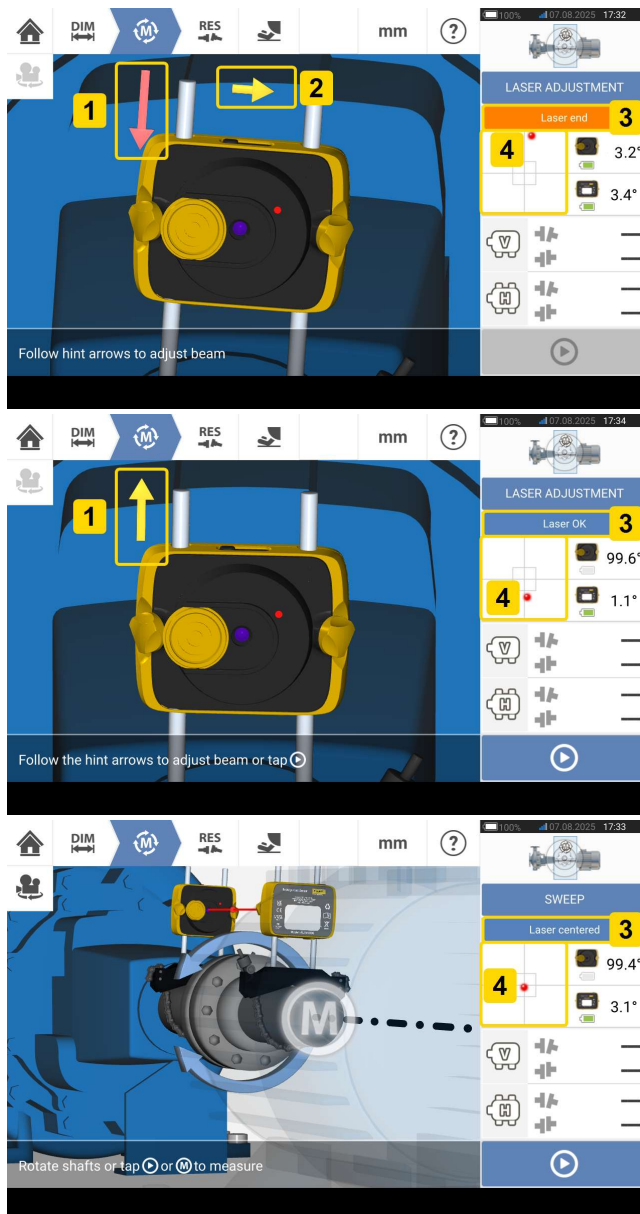 DIM
M
RES
mm
?
100%
07.08.2025 17:32
1
2
LASER ADJUSTMENT
Laser end
3
4
3.2°
3.4°
V
H
Follow hint arrows to adjust beam
DIM
M
RES
mm
?
100%
07.08.2025 17:34
1
LASER ADJUSTMENT
Laser OK
3
4
99.6°
1.1°
V
H
Follow the hint arrows to adjust beam or tap
DIM
M
RES
mm
?
100%
07.08.2025 17:33
SWEEP
Laser centered
3
4
99.4°
3.1°
M
V
H
Rotate shafts or tap or M to measure